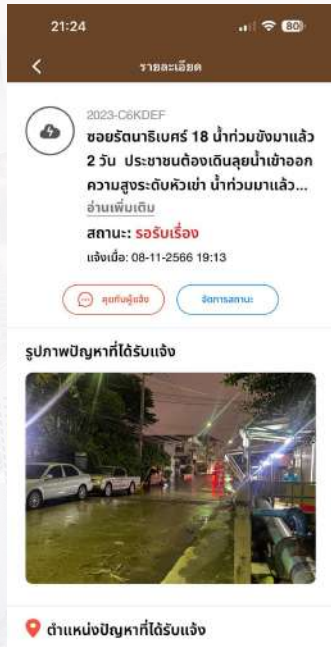 21:24
80
รายละเอียด
2023-C6KDEF
ซอยรัตนาธิเบศร์ 18 น้ำท่วมขังมาแล้ว
2 วัน ประชาชนต้องเดินลุยน้ำเข้าออก
ความสูงระดับหัวเข่า น้ำท่วมมาแล้ว...
อ่านเพิ่มเติม
สถานะ: รอรับเรื่อง
แจ้งเมื่อ: 08-11-2566 19:13
คุยกับผู้แจ้ง
จัดการสถานะ
รูปภาพปัญหาที่ได้รับแจ้ง
ตำแหน่งปัญหาที่ได้รับแจ้ง